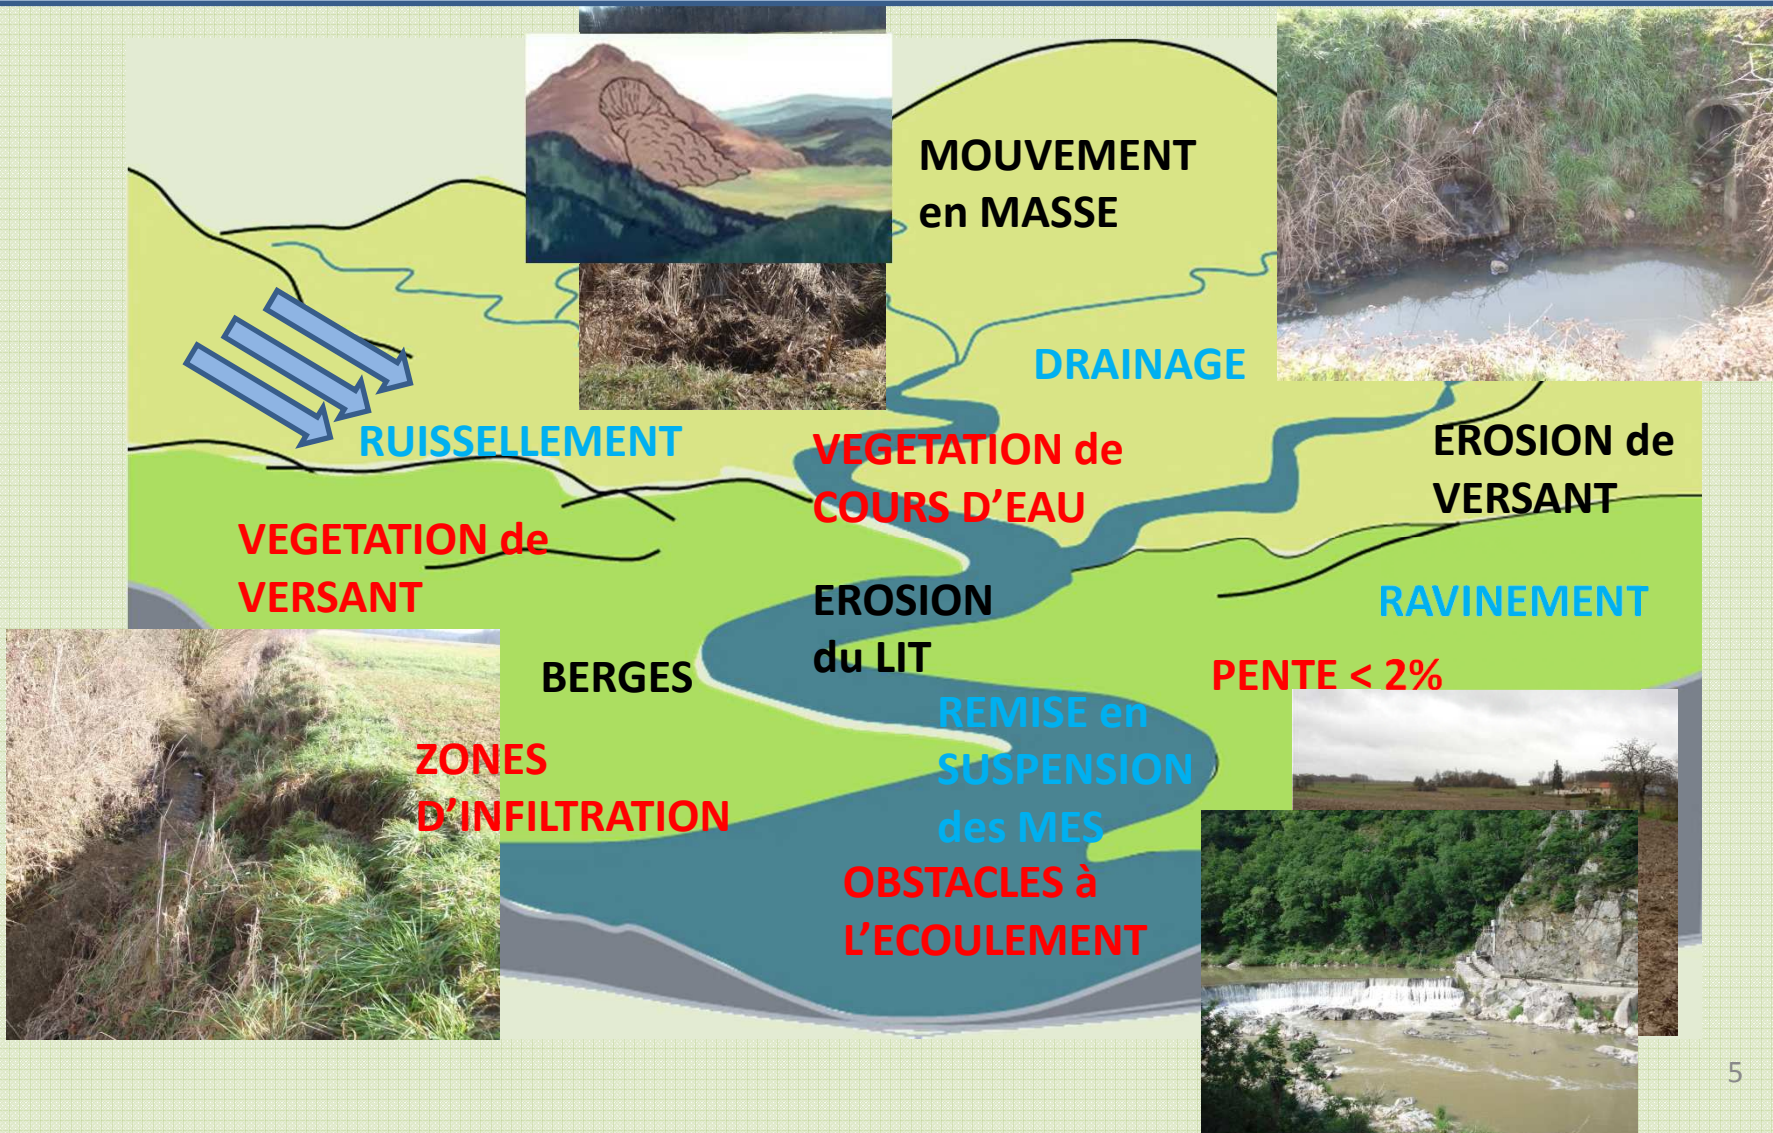 MOUVEMENT
en MASSE
DRAINAGE
RUISSELLEMENT
VEGETATION de
COURS D’EAU
EROSION de
VERSANT
VEGETATION de
VERSANT
EROSION
du LIT
RAVINEMENT
BERGES
PENTE < 2%
REMISE en
SUSPENSION
des MES
ZONES
D’INFILTRATION
OBSTACLES à
L’ECOULEMENT
5